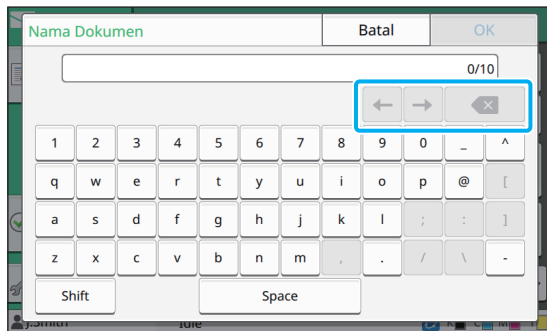 Nama Dokumen Batal OK
0/10
← →
1 2 3 4 5 6 7 8 9 0 _ ^
q w e r t y u i o p @ [
a s d f g h j k l ; : ]
z x c v b n m , . / \ -
Shift Space
J.Smith Idle C M Y